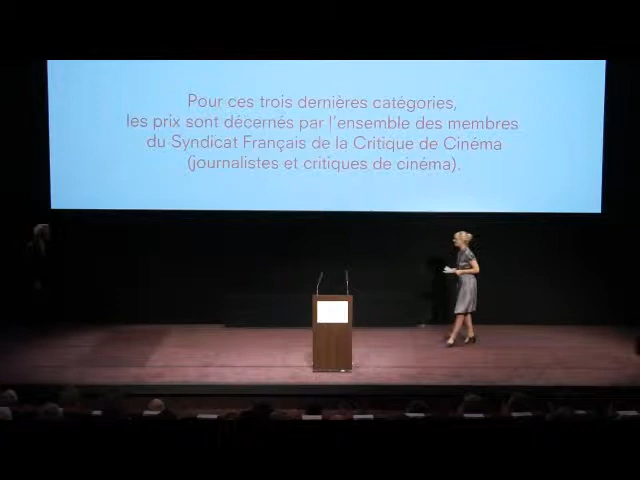 Pour ces trois dernières catégories,
les prix sont décernés par l'ensemble des membres
du Syndicat Français de la Critique de Cinéma
(journalistes et critiques de cinéma).